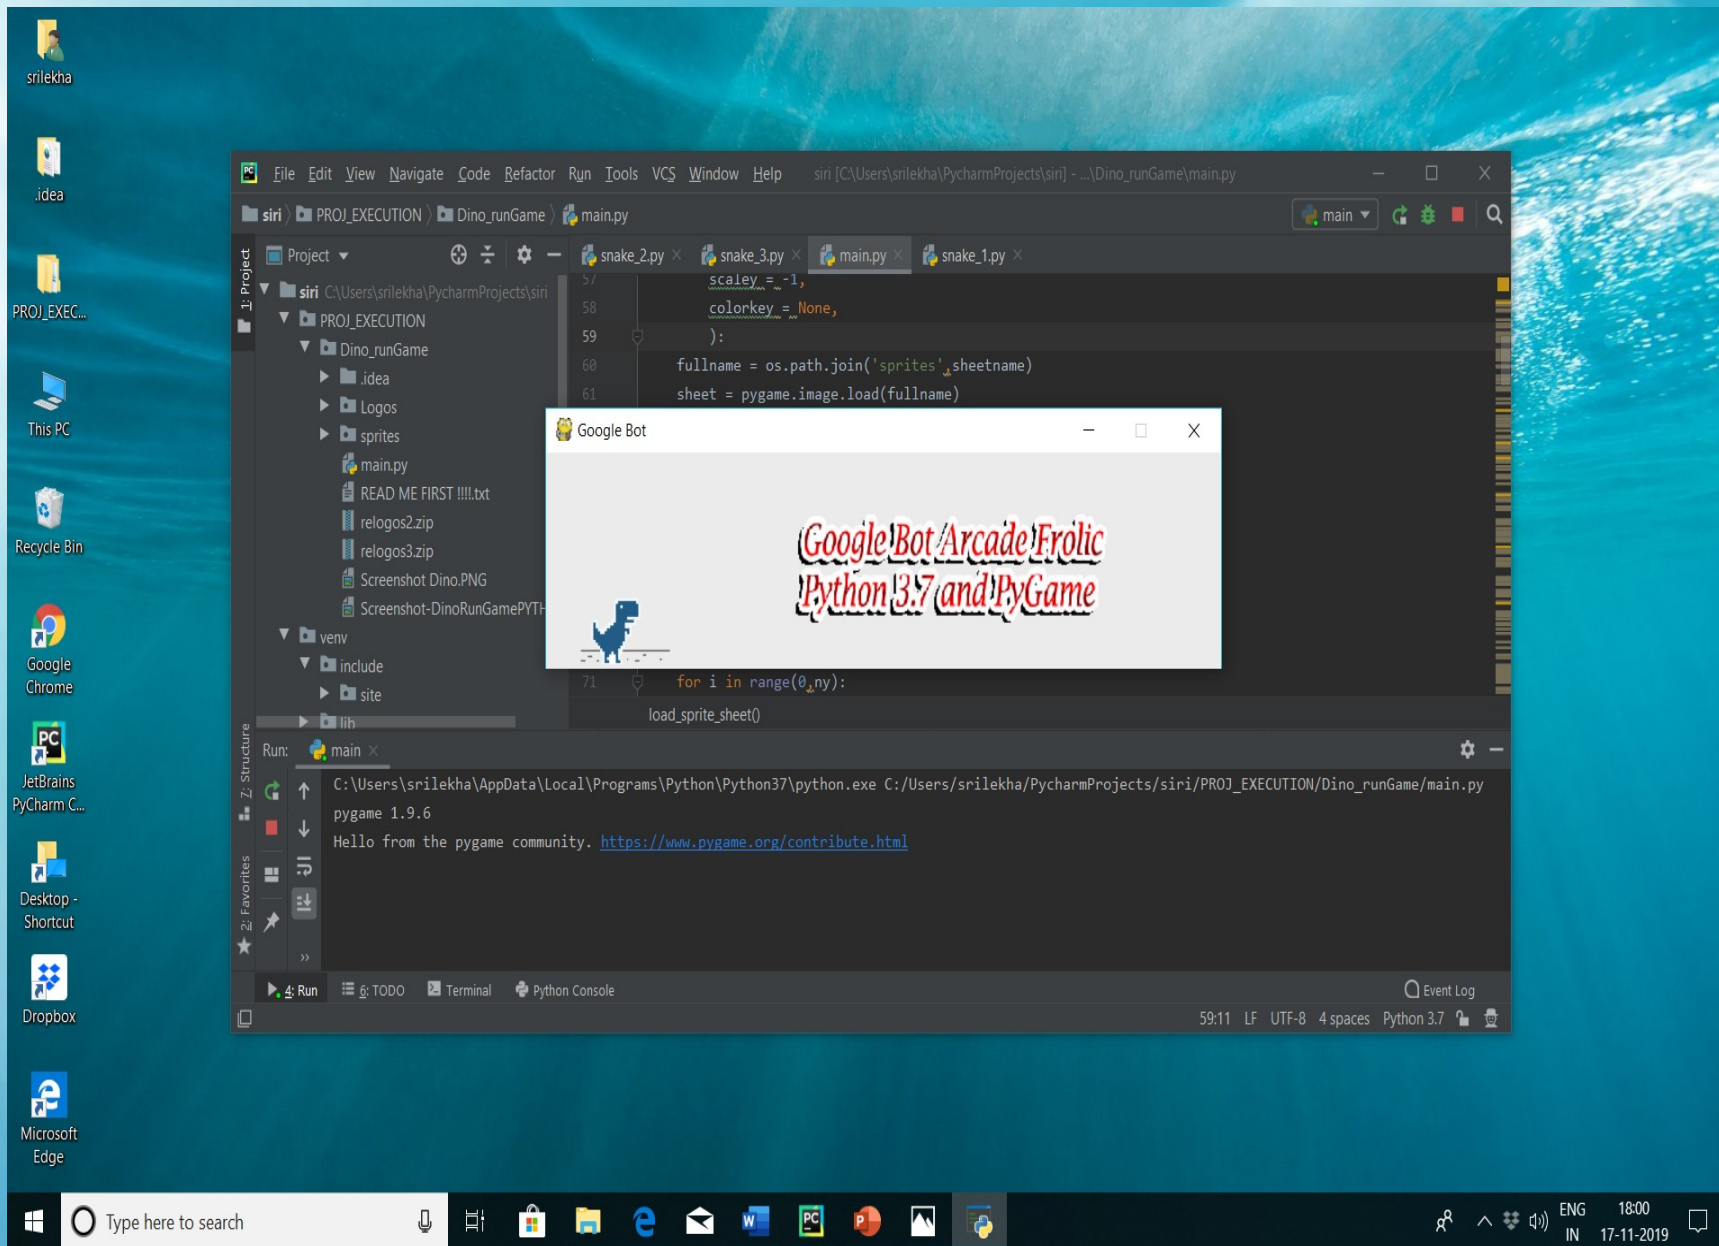 srilekha
.idea
PROJ_EXEC...
This PC
Recycle Bin
Google
Chrome
JetBrains
PyCharm C...
Desktop -
Shortcut
Dropbox
Microsoft
Edge
File Edit View Navigate Code Refactor Run Tools VCS Window Help siri [C:\Users\srilekha\PycharmProjects\siri] - ...\Dino_runGame\main.py
siri PROJ_EXECUTION Dino_runGame main.py main
1: Project
Project
snake_2.py snake_3.py main.py snake_1.py
siri C:\Users\srilekha\PycharmProjects\siri
PROJ_EXECUTION
Dino_runGame
.idea
Logos
sprites
main.py
READ ME FIRST !!!!.txt
relogos2.zip
relogos3.zip
Screenshot Dino.PNG
Screenshot-DinoRunGamePYTH
venv
include
site
lib
57 scaley = -1,
58 colorkey = None,
59 ):
60 fullname = os.path.join('sprites',sheetname)
61 sheet = pygame.image.load(fullname)
71 for i in range(0,ny):
load_sprite_sheet()
Google Bot
Google Bot Arcade Frolic
Python 3.7 and PyGame
Z: Structure
2: Favorites
Run: main
C:\Users\srilekha\AppData\Local\Programs\Python\Python37\python.exe C:/Users/srilekha/PycharmProjects/siri/PROJ_EXECUTION/Dino_runGame/main.py
pygame 1.9.6
Hello from the pygame community. https://www.pygame.org/contribute.html
4: Run 6: TODO Terminal Python Console Event Log
59:11 LF UTF-8 4 spaces Python 3.7
Type here to search
ENG
IN
18:00
17-11-2019